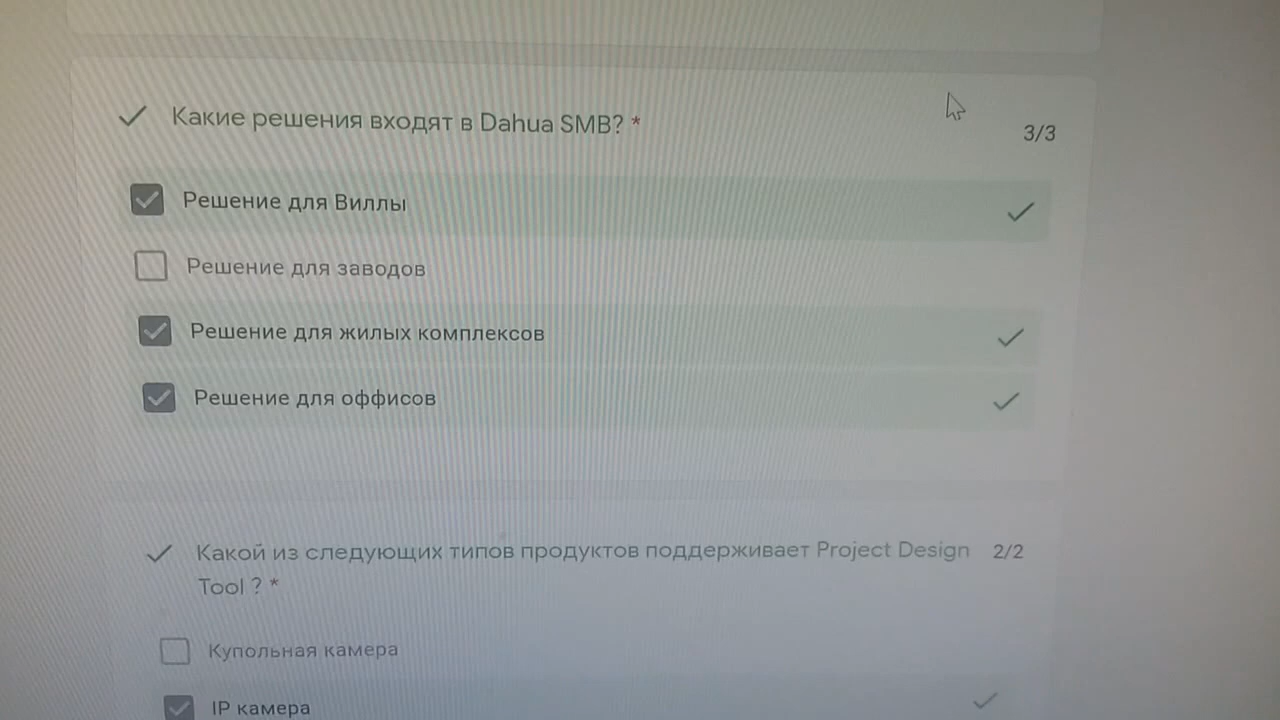 Какие решения входят в Dahua SMB? *
3/3
Решение для Виллы
Решение для заводов
Решение для жилых комплексов
Решение для оффисов
Какой из следующих типов продуктов поддерживает Project Design 2/2
Tool ? *
Купольная камера
IP камера